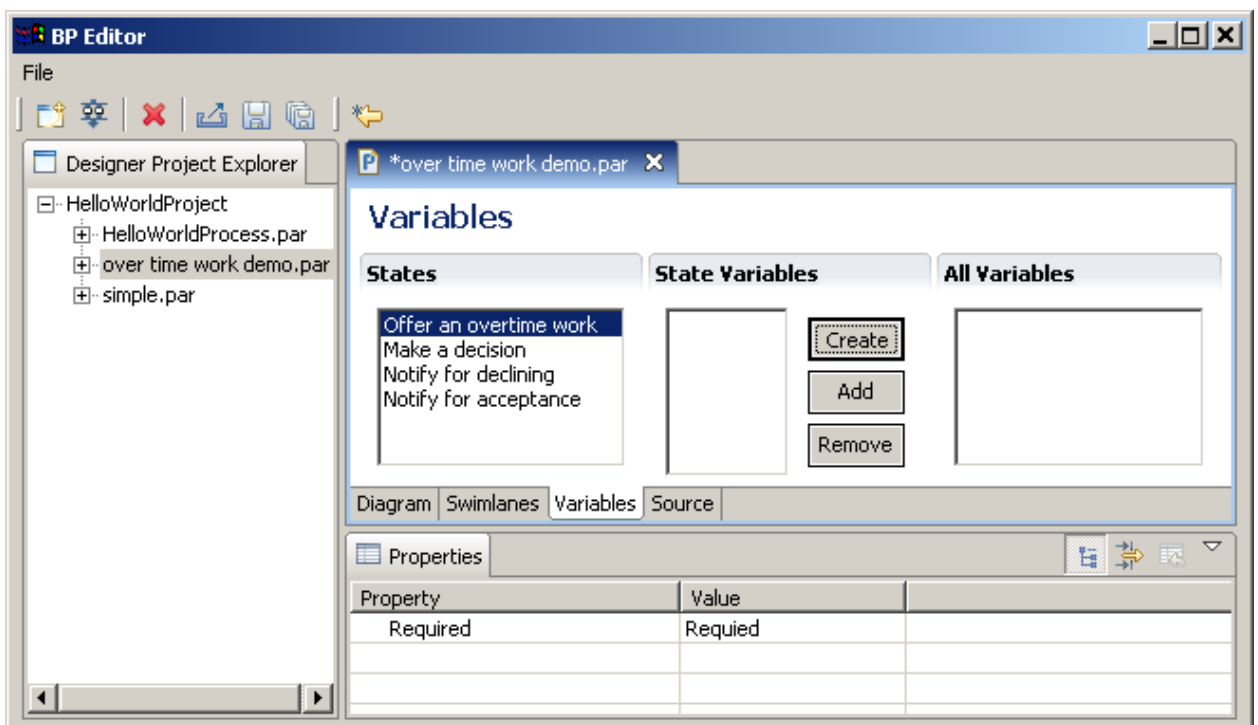 BP Editor
File
Designer Project Explorer
HelloWorldProject
HelloWorldProcess.par
over time work demo.par
simple.par
*over time work demo.par
Variables
States
State Variables
All Variables
Offer an overtime work
Make a decision
Notify for declining
Notify for acceptance
Create
Add
Remove
Diagram
Swimlanes
Variables
Source
Properties
Property
Value
Required
Requied